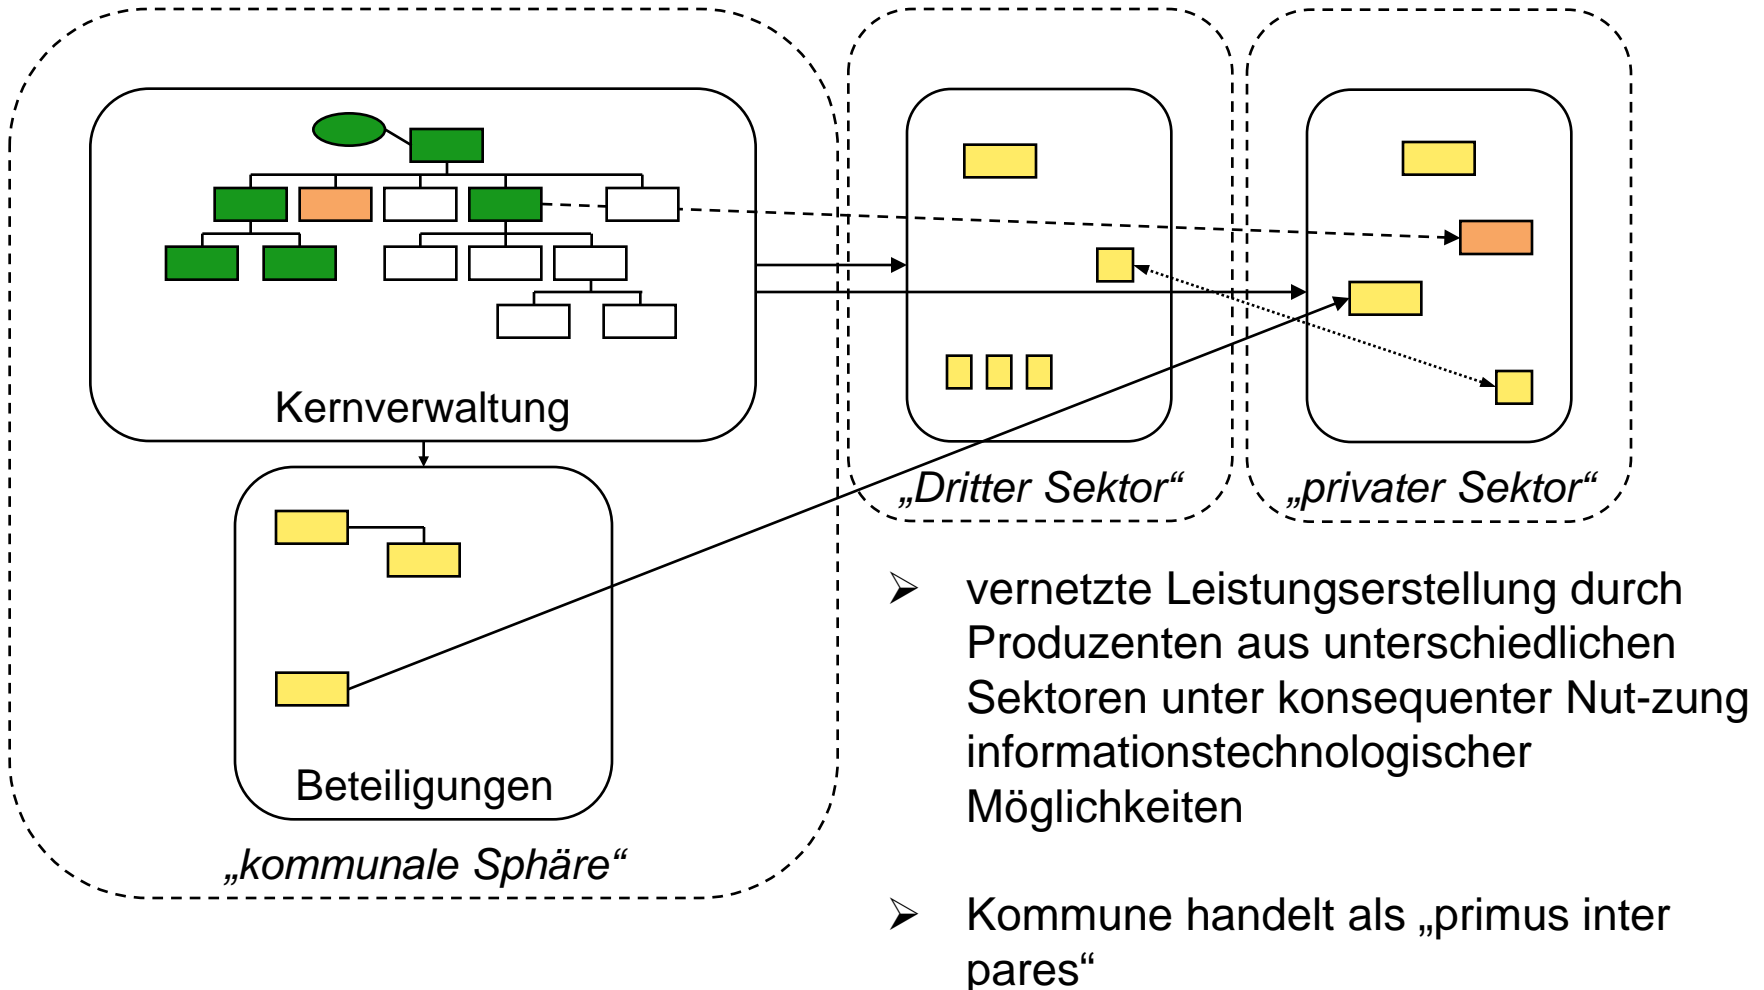 Kernverwaltung
Beteiligungen
„kommunale Sphäre“
„Dritter Sektor“
„privater Sektor“
➢ vernetzte Leistungserstellung durch
Produzenten aus unterschiedlichen
Sektoren unter konsequenter Nut-zung
informationstechnologischer
Möglichkeiten
➢ Kommune handelt als „primus inter
pares“